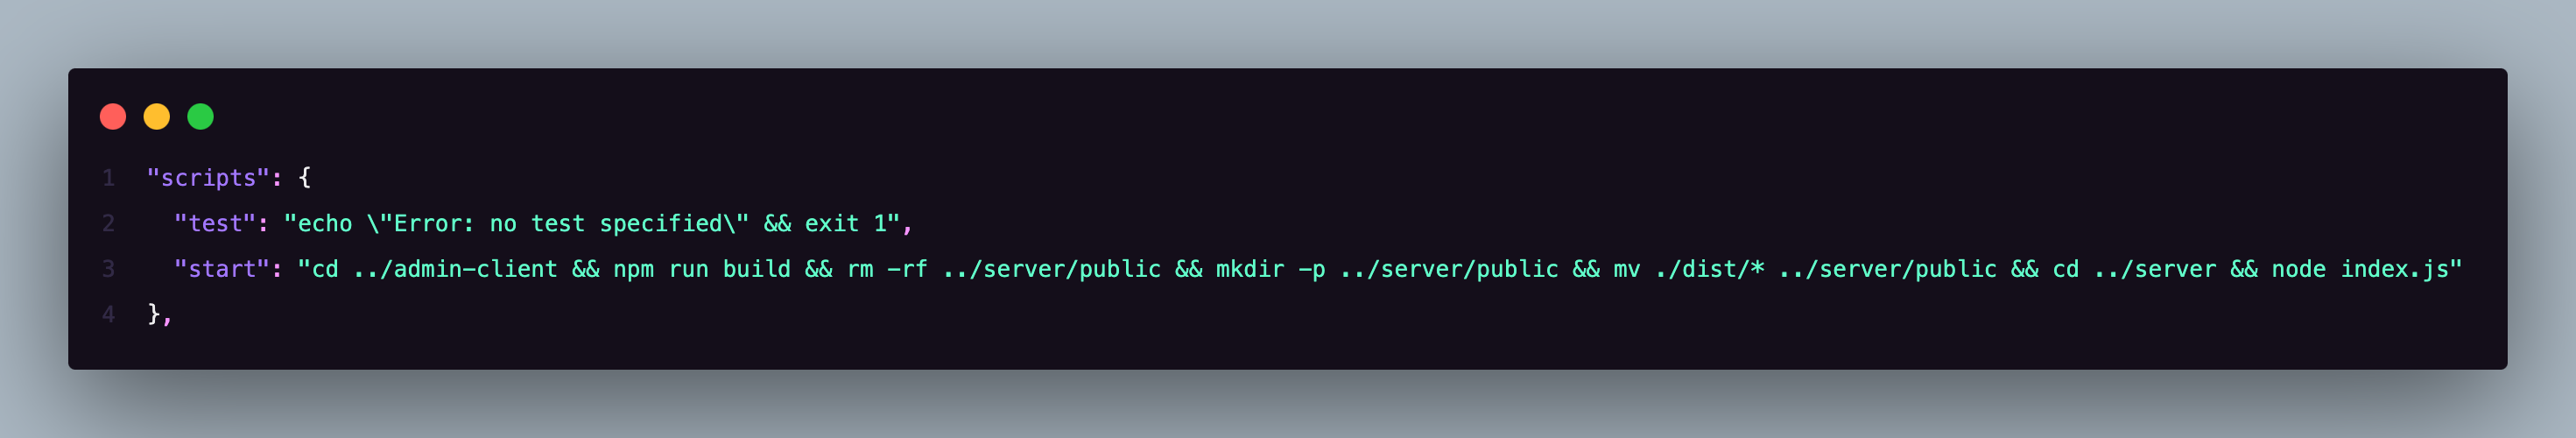 1 "scripts": {
2 "test": "echo \"Error: no test specified\" && exit 1",
3 "start": "cd ../admin-client && npm run build && rm -rf ../server/public && mkdir -p ../server/public && mv ./dist/* ../server/public && cd ../server && node index.js"
4 },